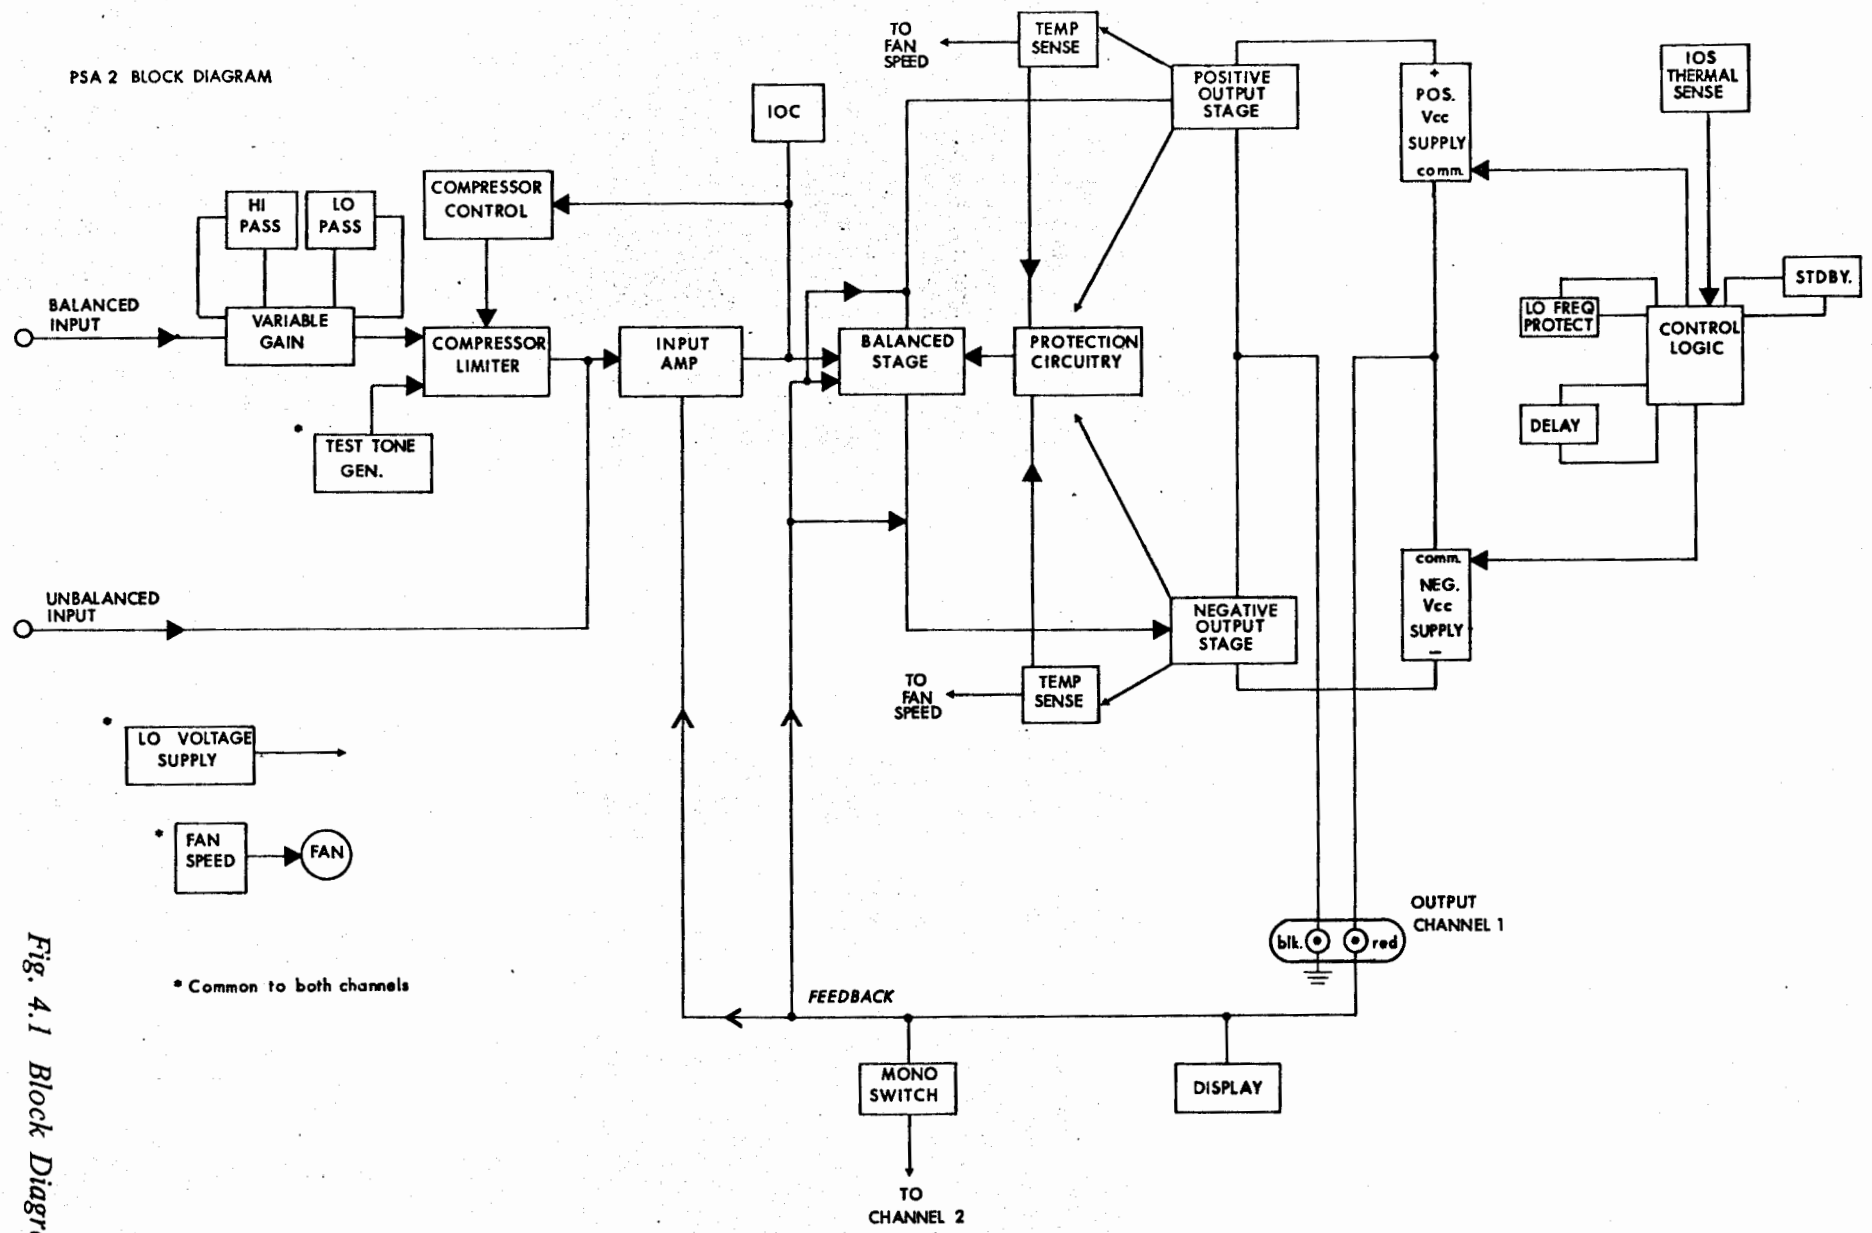 PSA 2 BLOCK DIAGRAM
TO
FAN
SPEED
TEMP
SENSE
POSITIVE
OUTPUT
STAGE
+
POS.
Vcc
SUPPLY
comm.
IOS
THERMAL
SENSE
IOC
COMPRESSOR
CONTROL
HI
PASS
LO
PASS
BALANCED
INPUT
VARIABLE
GAIN
COMPRESSOR
LIMITER
INPUT
AMP
BALANCED
STAGE
PROTECTION
CIRCUITRY
STDBY.
LO FREQ
PROTECT
CONTROL
LOGIC
DELAY
*
TEST TONE
GEN.
UNBALANCED
INPUT
comm.
NEG.
Vcc
SUPPLY
–
NEGATIVE
OUTPUT
STAGE
TO
FAN
SPEED
TEMP
SENSE
*
LO VOLTAGE
SUPPLY
*
FAN
SPEED
FAN
OUTPUT
CHANNEL 1
blk.
red
* Common to both channels
FEEDBACK
MONO
SWITCH
DISPLAY
TO
CHANNEL 2
Fig. 4.1 Block Diagr